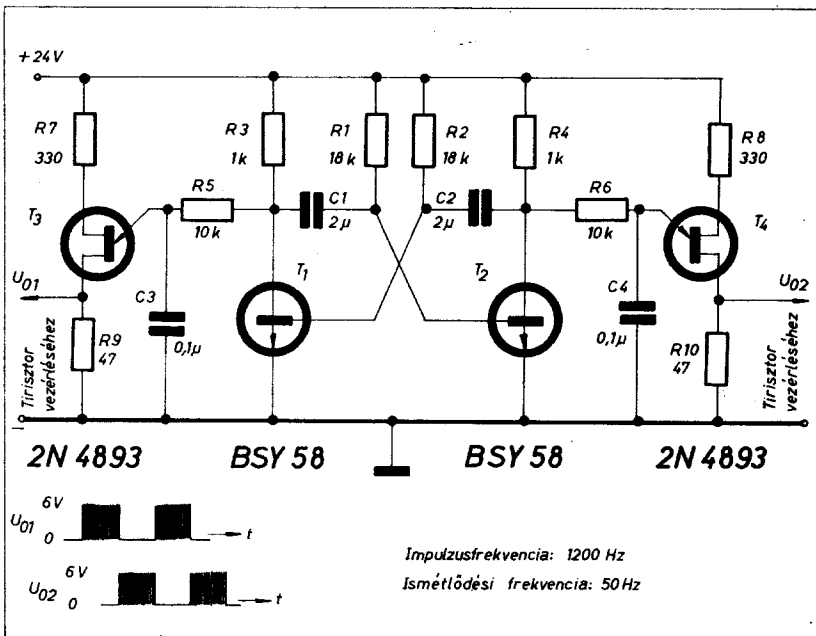 +24V
R7
330
R3
1k
R1
18k
R2
18k
R4
1k
R8
330
T3
R5
10k
C1
2µ
C2
2µ
R6
10k
T4
U01
C3
0,1µ
T1
T2
C4
0,1µ
U02
R9
47
R10
47
Tirisztor
vezérléséhez
Tirisztor
vezérléséhez
–
2N 4893
BSY 58
BSY 58
2N 4893
U01
6V
0
t
U02
6V
0
t
Impulzusfrekvencia: 1200 Hz
Ismétlődési frekvencia: 50Hz